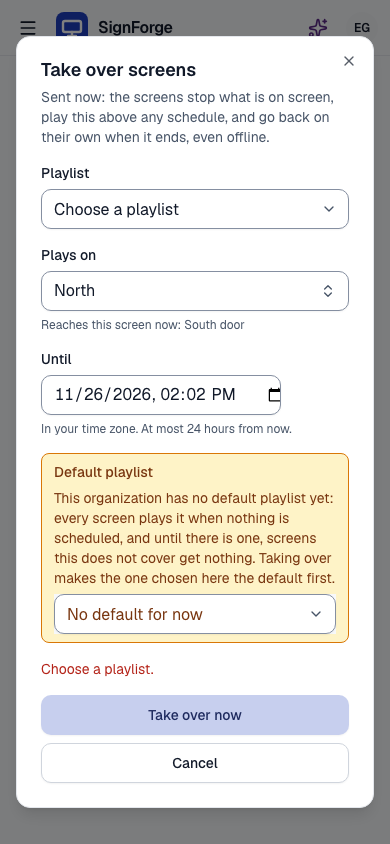 SignForge
EG
Take over screens
Sent now: the screens stop what is on screen,
play this above any schedule, and go back on
their own when it ends, even offline.
Playlist
Choose a playlist
Plays on
North
Reaches this screen now: South door
Until
11/26/2026, 02:02 PM
In your time zone. At most 24 hours from now.
Default playlist
This organization has no default playlist yet:
every screen plays it when nothing is
scheduled, and until there is one, screens
this does not cover get nothing. Taking over
makes the one chosen here the default first.
No default for now
Choose a playlist.
Take over now
Cancel